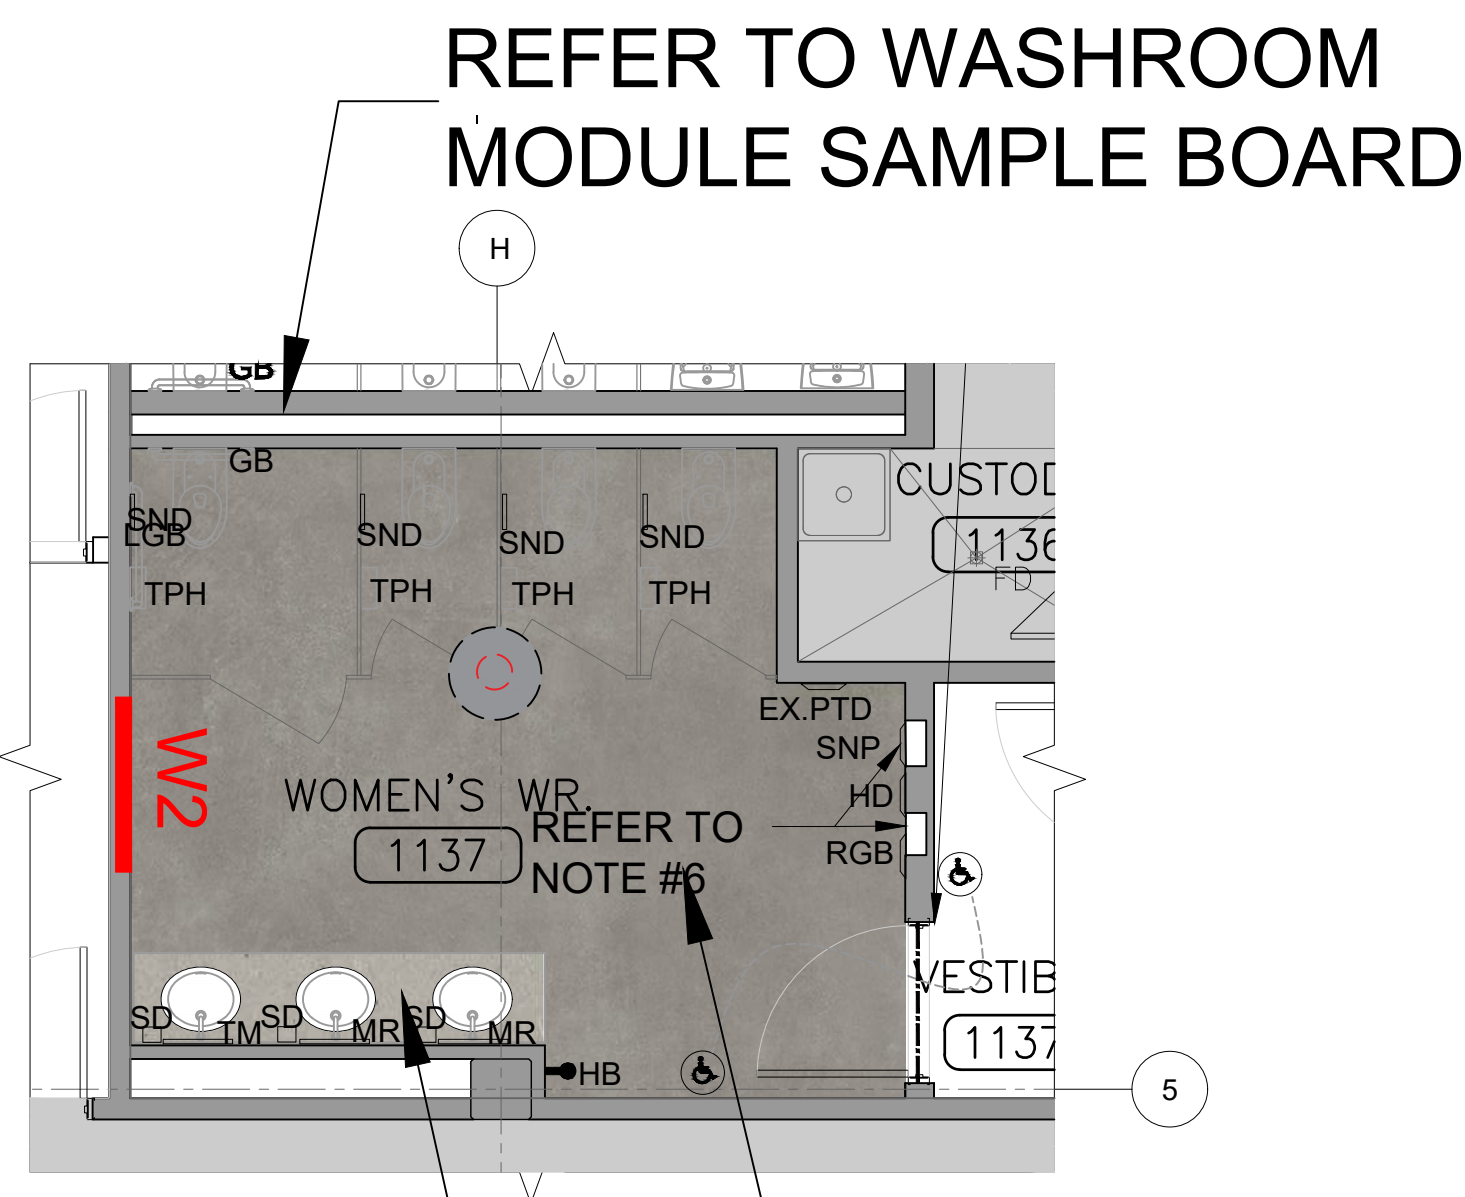 REFER TO WASHROOM
MODULE SAMPLE BOARD
H
GB
GB
CUSTOD
SND
LGB
SND
SND
SND
1136
FD
TPH
TPH
TPH
TPH
EX.PTD
SNP
W2
HD
WOMEN'S WR.
REFER TO
NOTE #6
1137
RGB
VESTIB
SD
TM
SD
MR
SD
MR
1137
HB
5